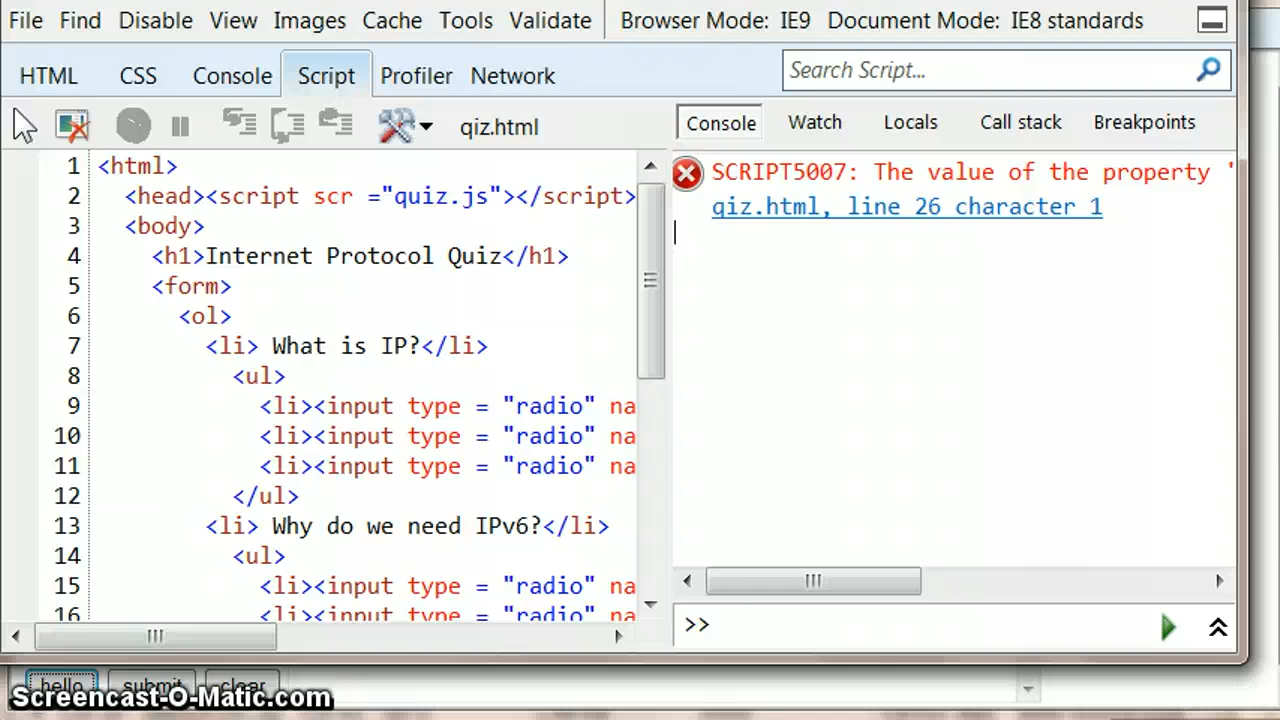 File Find Disable View Images Cache Tools Validate Browser Mode: IE9 Document Mode: IE8 standards
HTML CSS Console Script Profiler Network Search Script...
qiz.html Console Watch Locals Call stack Breakpoints
1 <html>
2 <head><script scr ="quiz.js"></script>
3 <body>
4 <h1>Internet Protocol Quiz</h1>
5 <form>
6 <ol>
7 <li> What is IP?</li>
8 <ul>
9 <li><input type = "radio" na
10 <li><input type = "radio" na
11 <li><input type = "radio" na
12 </ul>
13 <li> Why do we need IPv6?</li>
14 <ul>
15 <li><input type = "radio" na
16 <li><input type = "radio" na
SCRIPT5007: The value of the property '
qiz.html, line 26 character 1
>>
hello submit clear
Screencast-O-Matic.com